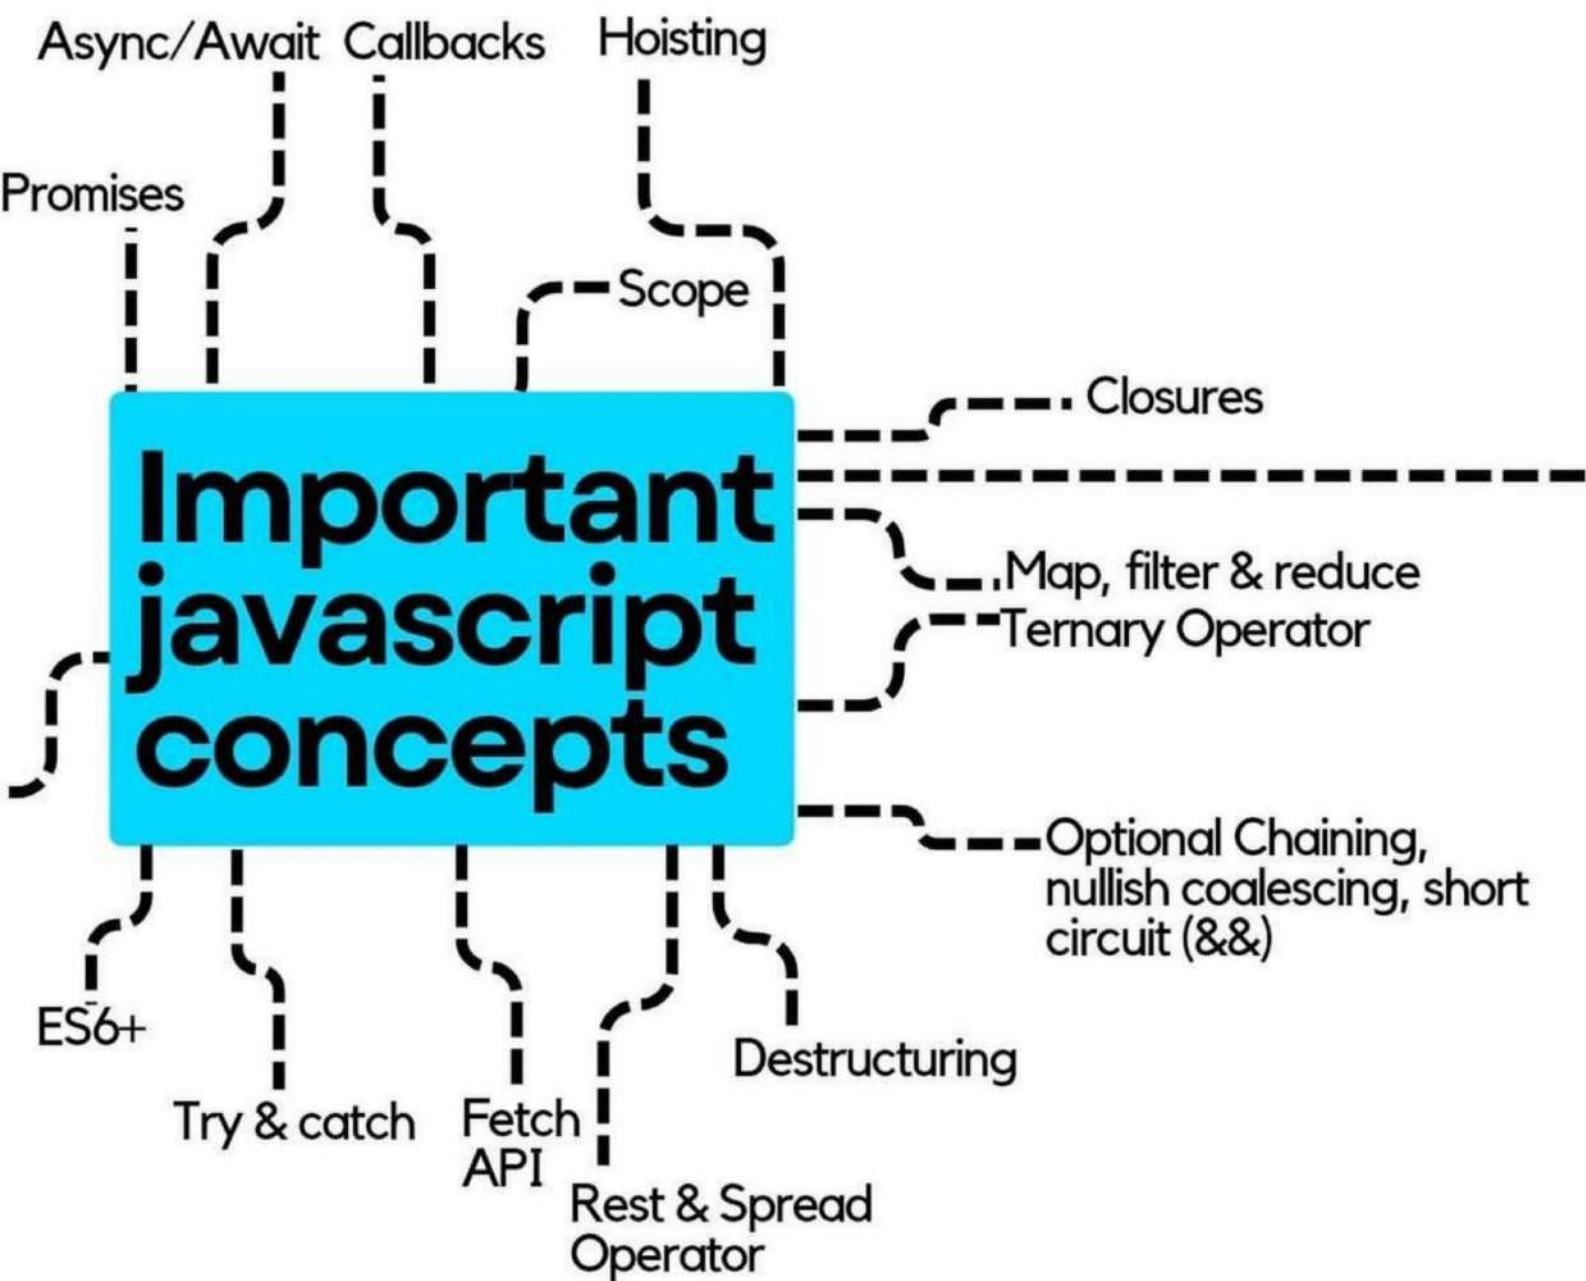 Async/Await
Callbacks
Hoisting
Promises
Scope
Closures
Important
javascript
concepts
Map, filter & reduce
Ternary Operator
Optional Chaining,
nullish coalescing, short
circuit (&&)
ES6+
Try & catch
Fetch
API
Destructuring
Rest & Spread
Operator